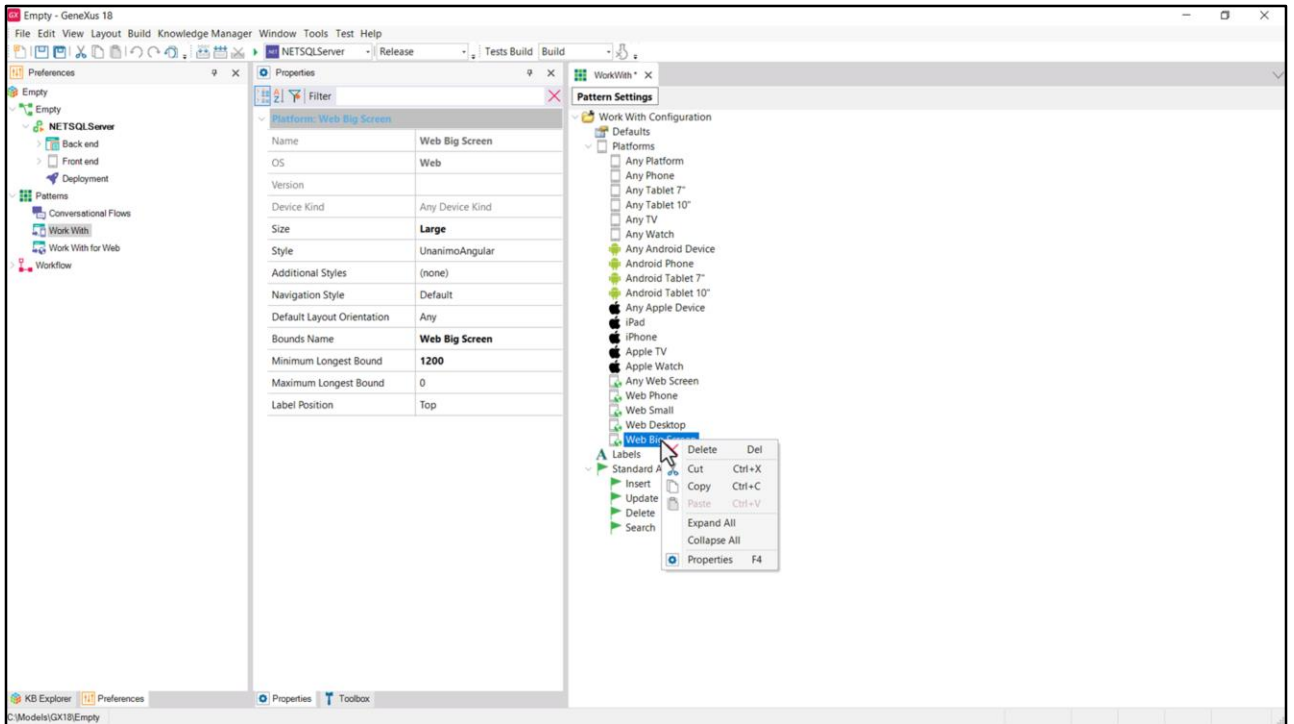 GX Empty - GeneXus 18
File Edit View Layout Build Knowledge Manager Window Tools Test Help
NETSQLServer Release Tests Build Build
Preferences
Empty
Empty
NETSQLServer
Back end
Front end
Deployment
Patterns
Conversational Flows
Work With
Work With for Web
Workflow
KB Explorer Preferences
Properties
Filter
Platform: Web Big Screen
Name Web Big Screen
OS Web
Version
Device Kind Any Device Kind
Size Large
Style UnanimoAngular
Additional Styles (none)
Navigation Style Default
Default Layout Orientation Any
Bounds Name Web Big Screen
Minimum Longest Bound 1200
Maximum Longest Bound 0
Label Position Top
Properties Toolbox
WorkWith *
Pattern Settings
Work With Configuration
Defaults
Platforms
Any Platform
Any Phone
Any Tablet 7"
Any Tablet 10"
Any TV
Any Watch
Any Android Device
Android Phone
Android Tablet 7"
Android Tablet 10"
Any Apple Device
iPad
iPhone
Apple TV
Apple Watch
Any Web Screen
Web Phone
Web Small
Web Desktop
Web Big Screen
Labels
Standard A
Insert
Update
Delete
Search
Delete Del
Cut Ctrl+X
Copy Ctrl+C
Paste Ctrl+V
Expand All
Collapse All
Properties F4
C:\Models\GX18\Empty